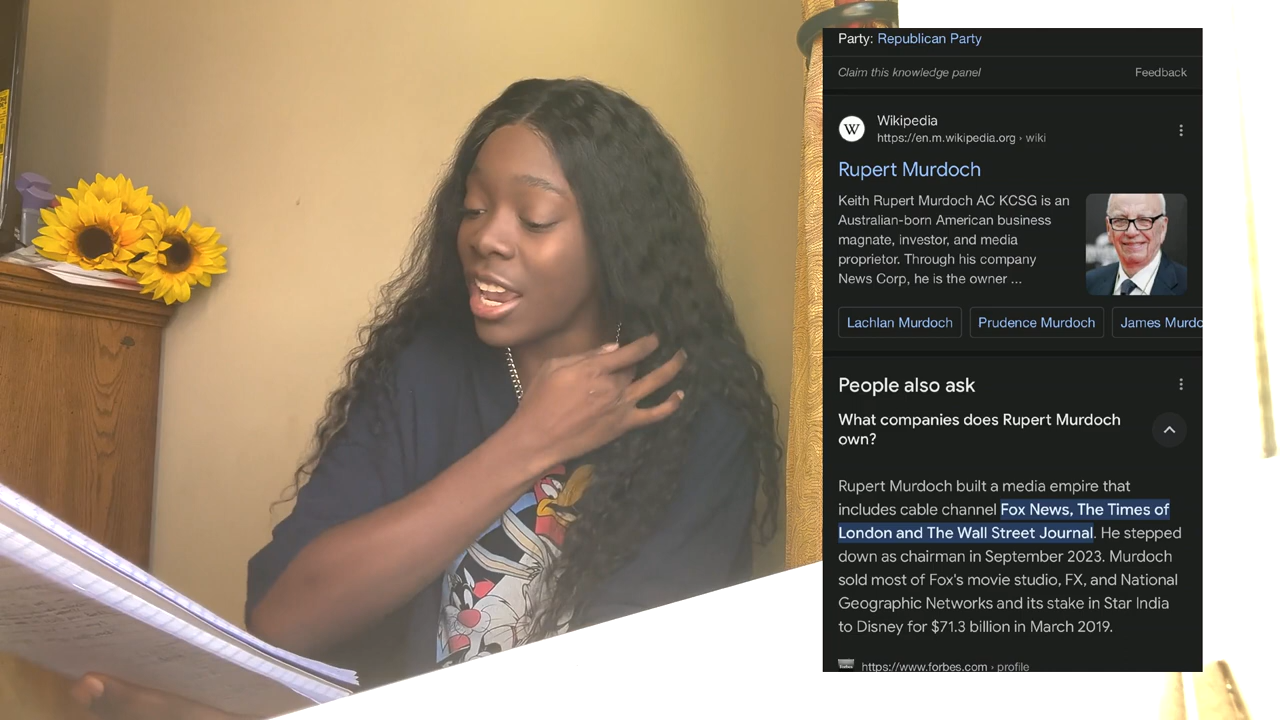 Party: Republican Party
Claim this knowledge panel
Feedback
W
Wikipedia
https://en.m.wikipedia.org › wiki
Rupert Murdoch
Keith Rupert Murdoch AC KCSG is an
Australian-born American business
magnate, investor, and media
proprietor. Through his company
News Corp, he is the owner ...
Lachlan Murdoch
Prudence Murdoch
James Murdo
People also ask
What companies does Rupert Murdoch
own?
Rupert Murdoch built a media empire that
includes cable channel Fox News, The Times of
London and The Wall Street Journal. He stepped
down as chairman in September 2023. Murdoch
sold most of Fox's movie studio, FX, and National
Geographic Networks and its stake in Star India
to Disney for $71.3 billion in March 2019.
https://www.forbes.com › profile